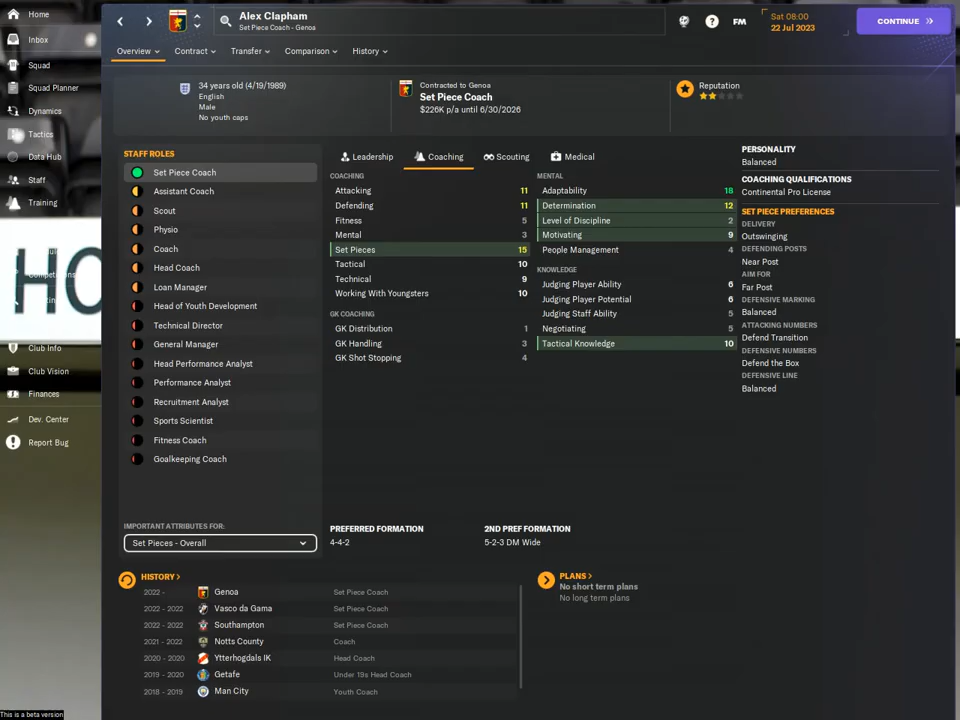 Home
Inbox
Squad
Squad Planner
Dynamics
Tactics
Data Hub
Staff
Training
HO
Club Info
Club Vision
Finances
Dev. Center
Report Bug
This is a beta version
Alex Clapham
Set Piece Coach - Genoa
?
FM
Sat 08:00
22 Jul 2023
CONTINUE
Overview
Contract
Transfer
Comparison
History
34 years old (4/19/1989)
English
Male
No youth caps
Contracted to Genoa
Set Piece Coach
$226K p/a until 6/30/2026
Reputation
STAFF ROLES
Set Piece Coach
Assistant Coach
Scout
Physio
Coach
Head Coach
Loan Manager
Head of Youth Development
Technical Director
General Manager
Head Performance Analyst
Performance Analyst
Recruitment Analyst
Sports Scientist
Fitness Coach
Goalkeeping Coach
IMPORTANT ATTRIBUTES FOR:
Set Pieces - Overall
Leadership
Coaching
Scouting
Medical
COACHING
Attacking 11
Defending 11
Fitness 5
Mental 3
Set Pieces 15
Tactical 10
Technical 9
Working With Youngsters 10
GK COACHING
GK Distribution 1
GK Handling 3
GK Shot Stopping 4
MENTAL
Adaptability 18
Determination 12
Level of Discipline 2
Motivating 9
People Management 4
KNOWLEDGE
Judging Player Ability 6
Judging Player Potential 6
Judging Staff Ability 5
Negotiating 5
Tactical Knowledge 10
PERSONALITY
Balanced
COACHING QUALIFICATIONS
Continental Pro License
SET PIECE PREFERENCES
DELIVERY
Outswinging
DEFENDING POSTS
Near Post
AIM FOR
Far Post
DEFENSIVE MARKING
Balanced
ATTACKING NUMBERS
Defend Transition
DEFENSIVE NUMBERS
Defend the Box
DEFENSIVE LINE
Balanced
PREFERRED FORMATION
4-4-2
2ND PREF FORMATION
5-2-3 DM Wide
HISTORY
2022 - Genoa Set Piece Coach
2022 - 2022 Vasco da Gama Set Piece Coach
2022 - 2022 Southampton Set Piece Coach
2021 - 2022 Notts County Coach
2020 - 2020 Ytterhogdals IK Head Coach
2019 - 2020 Getafe Under 19s Head Coach
2018 - 2019 Man City Youth Coach
PLANS
No short term plans
No long term plans